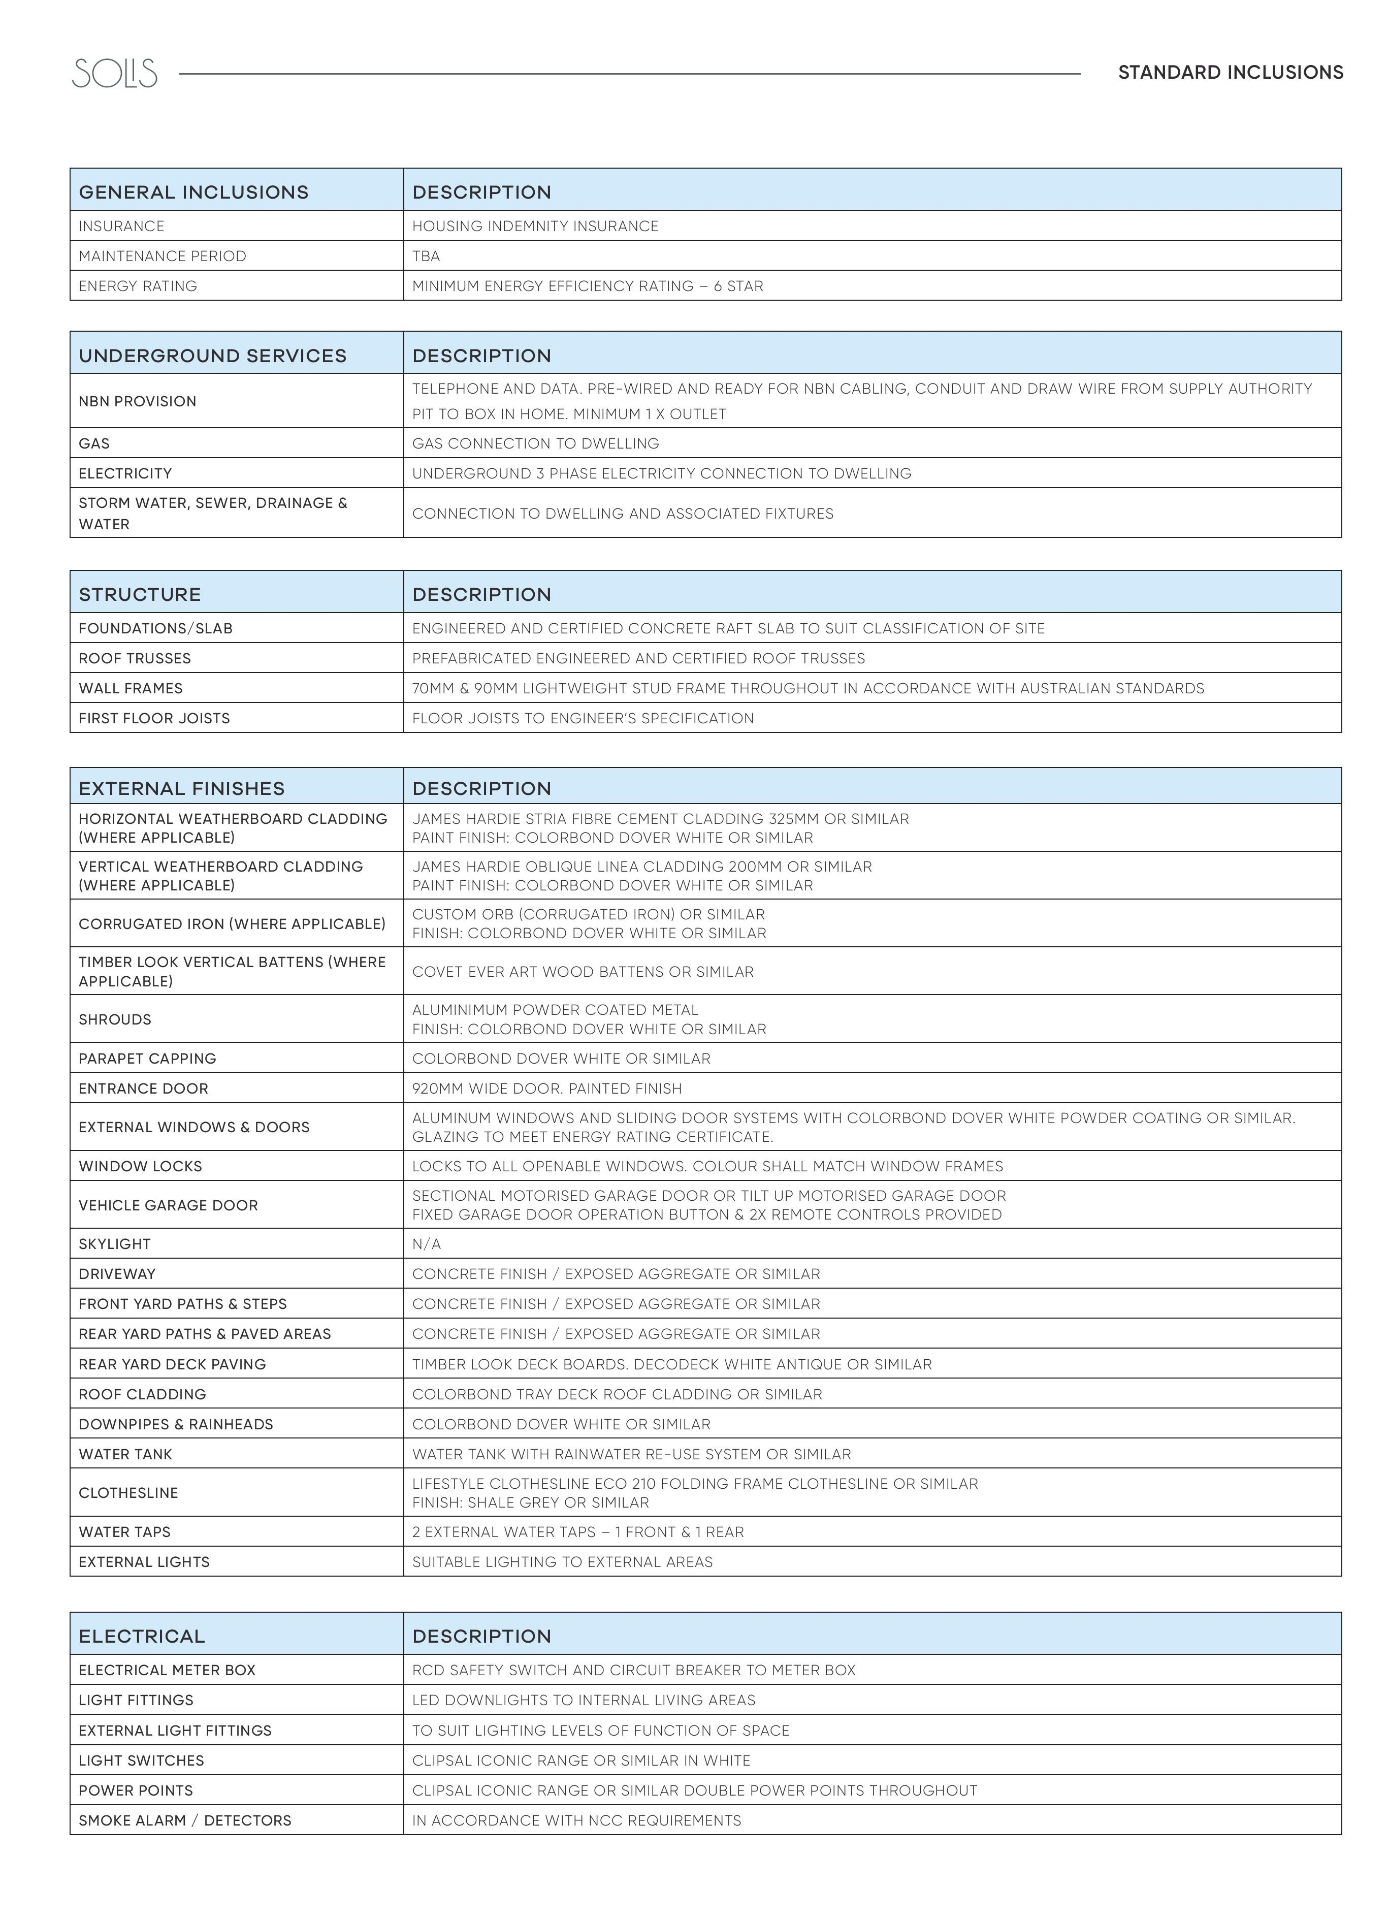 SOLIS
STANDARD INCLUSIONS
GENERAL INCLUSIONS DESCRIPTION
INSURANCE HOUSING INDEMNITY INSURANCE
MAINTENANCE PERIOD TBA
ENERGY RATING MINIMUM ENERGY EFFICIENCY RATING – 6 STAR
UNDERGROUND SERVICES DESCRIPTION
NBN PROVISION
TELEPHONE AND DATA. PRE-WIRED AND READY FOR NBN CABLING, CONDUIT AND DRAW WIRE FROM SUPPLY AUTHORITY
PIT TO BOX IN HOME. MINIMUM 1 X OUTLET
GAS GAS CONNECTION TO DWELLING
ELECTRICITY UNDERGROUND 3 PHASE ELECTRICITY CONNECTION TO DWELLING
STORM WATER, SEWER, DRAINAGE &
WATER
CONNECTION TO DWELLING AND ASSOCIATED FIXTURES
STRUCTURE DESCRIPTION
FOUNDATIONS/SLAB ENGINEERED AND CERTIFIED CONCRETE RAFT SLAB TO SUIT CLASSIFICATION OF SITE
ROOF TRUSSES PREFABRICATED ENGINEERED AND CERTIFIED ROOF TRUSSES
WALL FRAMES 70MM & 90MM LIGHTWEIGHT STUD FRAME THROUGHOUT IN ACCORDANCE WITH AUSTRALIAN STANDARDS
FIRST FLOOR JOISTS FLOOR JOISTS TO ENGINEER'S SPECIFICATION
EXTERNAL FINISHES DESCRIPTION
HORIZONTAL WEATHERBOARD CLADDING
(WHERE APPLICABLE)
JAMES HARDIE STRIA FIBRE CEMENT CLADDING 325MM OR SIMILAR
PAINT FINISH: COLORBOND DOVER WHITE OR SIMILAR
VERTICAL WEATHERBOARD CLADDING
(WHERE APPLICABLE)
JAMES HARDIE OBLIQUE LINEA CLADDING 200MM OR SIMILAR
PAINT FINISH: COLORBOND DOVER WHITE OR SIMILAR
CORRUGATED IRON (WHERE APPLICABLE)
CUSTOM ORB (CORRUGATED IRON) OR SIMILAR
FINISH: COLORBOND DOVER WHITE OR SIMILAR
TIMBER LOOK VERTICAL BATTENS (WHERE
APPLICABLE)
COVET EVER ART WOOD BATTENS OR SIMILAR
SHROUDS
ALUMINIMUM POWDER COATED METAL
FINISH: COLORBOND DOVER WHITE OR SIMILAR
PARAPET CAPPING COLORBOND DOVER WHITE OR SIMILAR
ENTRANCE DOOR 920MM WIDE DOOR. PAINTED FINISH
EXTERNAL WINDOWS & DOORS
ALUMINUM WINDOWS AND SLIDING DOOR SYSTEMS WITH COLORBOND DOVER WHITE POWDER COATING OR SIMILAR.
GLAZING TO MEET ENERGY RATING CERTIFICATE.
WINDOW LOCKS LOCKS TO ALL OPENABLE WINDOWS. COLOUR SHALL MATCH WINDOW FRAMES
VEHICLE GARAGE DOOR
SECTIONAL MOTORISED GARAGE DOOR OR TILT UP MOTORISED GARAGE DOOR
FIXED GARAGE DOOR OPERATION BUTTON & 2X REMOTE CONTROLS PROVIDED
SKYLIGHT N/A
DRIVEWAY CONCRETE FINISH / EXPOSED AGGREGATE OR SIMILAR
FRONT YARD PATHS & STEPS CONCRETE FINISH / EXPOSED AGGREGATE OR SIMILAR
REAR YARD PATHS & PAVED AREAS CONCRETE FINISH / EXPOSED AGGREGATE OR SIMILAR
REAR YARD DECK PAVING TIMBER LOOK DECK BOARDS. DECODECK WHITE ANTIQUE OR SIMILAR
ROOF CLADDING COLORBOND TRAY DECK ROOF CLADDING OR SIMILAR
DOWNPIPES & RAINHEADS COLORBOND DOVER WHITE OR SIMILAR
WATER TANK WATER TANK WITH RAINWATER RE-USE SYSTEM OR SIMILAR
CLOTHESLINE
LIFESTYLE CLOTHESLINE ECO 210 FOLDING FRAME CLOTHESLINE OR SIMILAR
FINISH: SHALE GREY OR SIMILAR
WATER TAPS 2 EXTERNAL WATER TAPS – 1 FRONT & 1 REAR
EXTERNAL LIGHTS SUITABLE LIGHTING TO EXTERNAL AREAS
ELECTRICAL DESCRIPTION
ELECTRICAL METER BOX RCD SAFETY SWITCH AND CIRCUIT BREAKER TO METER BOX
LIGHT FITTINGS LED DOWNLIGHTS TO INTERNAL LIVING AREAS
EXTERNAL LIGHT FITTINGS TO SUIT LIGHTING LEVELS OF FUNCTION OF SPACE
LIGHT SWITCHES CLIPSAL ICONIC RANGE OR SIMILAR IN WHITE
POWER POINTS CLIPSAL ICONIC RANGE OR SIMILAR DOUBLE POWER POINTS THROUGHOUT
SMOKE ALARM / DETECTORS IN ACCORDANCE WITH NCC REQUIREMENTS